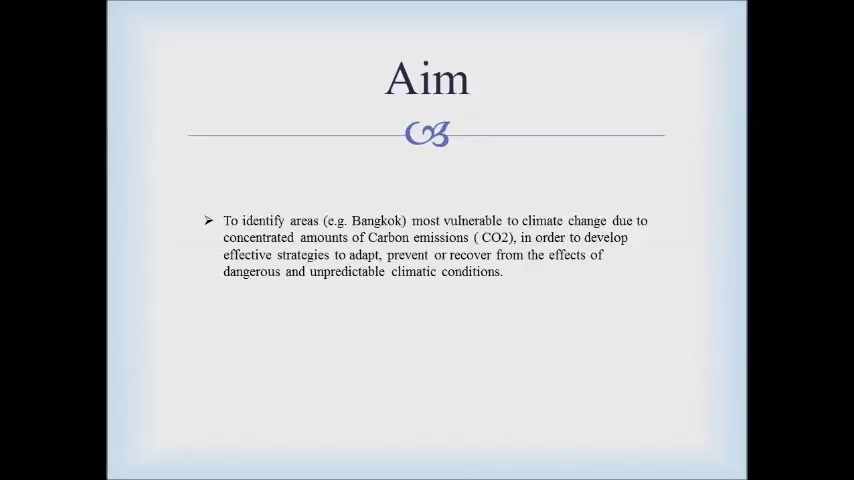 Aim
To identify areas (e.g. Bangkok) most vulnerable to climate change due to
concentrated amounts of Carbon emissions ( CO2), in order to develop
effective strategies to adapt, prevent or recover from the effects of
dangerous and unpredictable climatic conditions.